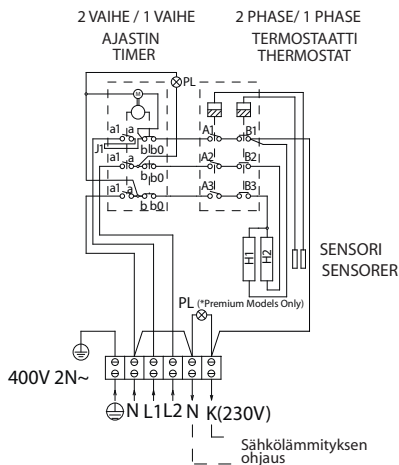 2 VAIHE / 1 VAIHE
AJASTIN
TIMER
2 PHASE/ 1 PHASE
TERMOSTAATTI
THERMOSTAT
M
PL
a1 a b b0 A1 B1
J1
a1 a b b0 A2 B2
a1 a b b0 A3 B3
H1 H2
SENSORI
SENSORER
PL (*Premium Models Only)
400V 2N~
N L1 L2 N K(230V)
Sähkölämmityksen
ohjaus